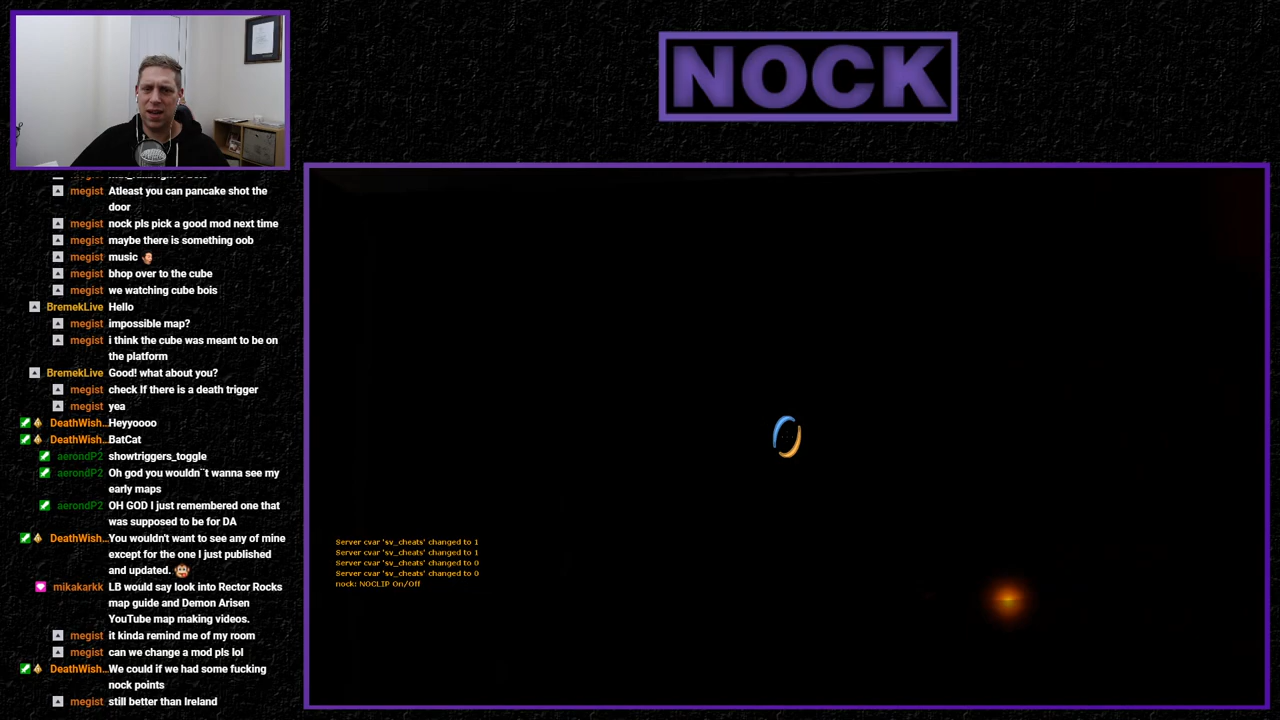 NOCK
megist Atleast you can pancake shot the
door
megist nock pls pick a good mod next time
megist maybe there is something oob
megist music
megist bhop over to the cube
megist we watching cube bois
BremekLive Hello
megist impossible map?
megist i think the cube was meant to be on
the platform
BremekLive Good! what about you?
megist check If there is a death trigger
megist yea
DeathWish... Heyyoooo
DeathWish... BatCat
aerondP2 showtriggers_toggle
aerondP2 Oh god you wouldn¨t wanna see my
early maps
aerondP2 OH GOD I just remembered one that
was supposed to be for DA
DeathWish... You wouldn't want to see any of mine
except for the one I just published
and updated.
mikakarkk LB would say look into Rector Rocks
map guide and Demon Arisen
YouTube map making videos.
megist it kinda remind me of my room
megist can we change a mod pls lol
DeathWish... We could if we had some fucking
nock points
megist still better than Ireland
Server cvar 'sv_cheats' changed to 1
Server cvar 'sv_cheats' changed to 1
Server cvar 'sv_cheats' changed to 0
Server cvar 'sv_cheats' changed to 0
nock: NOCLIP On/Off